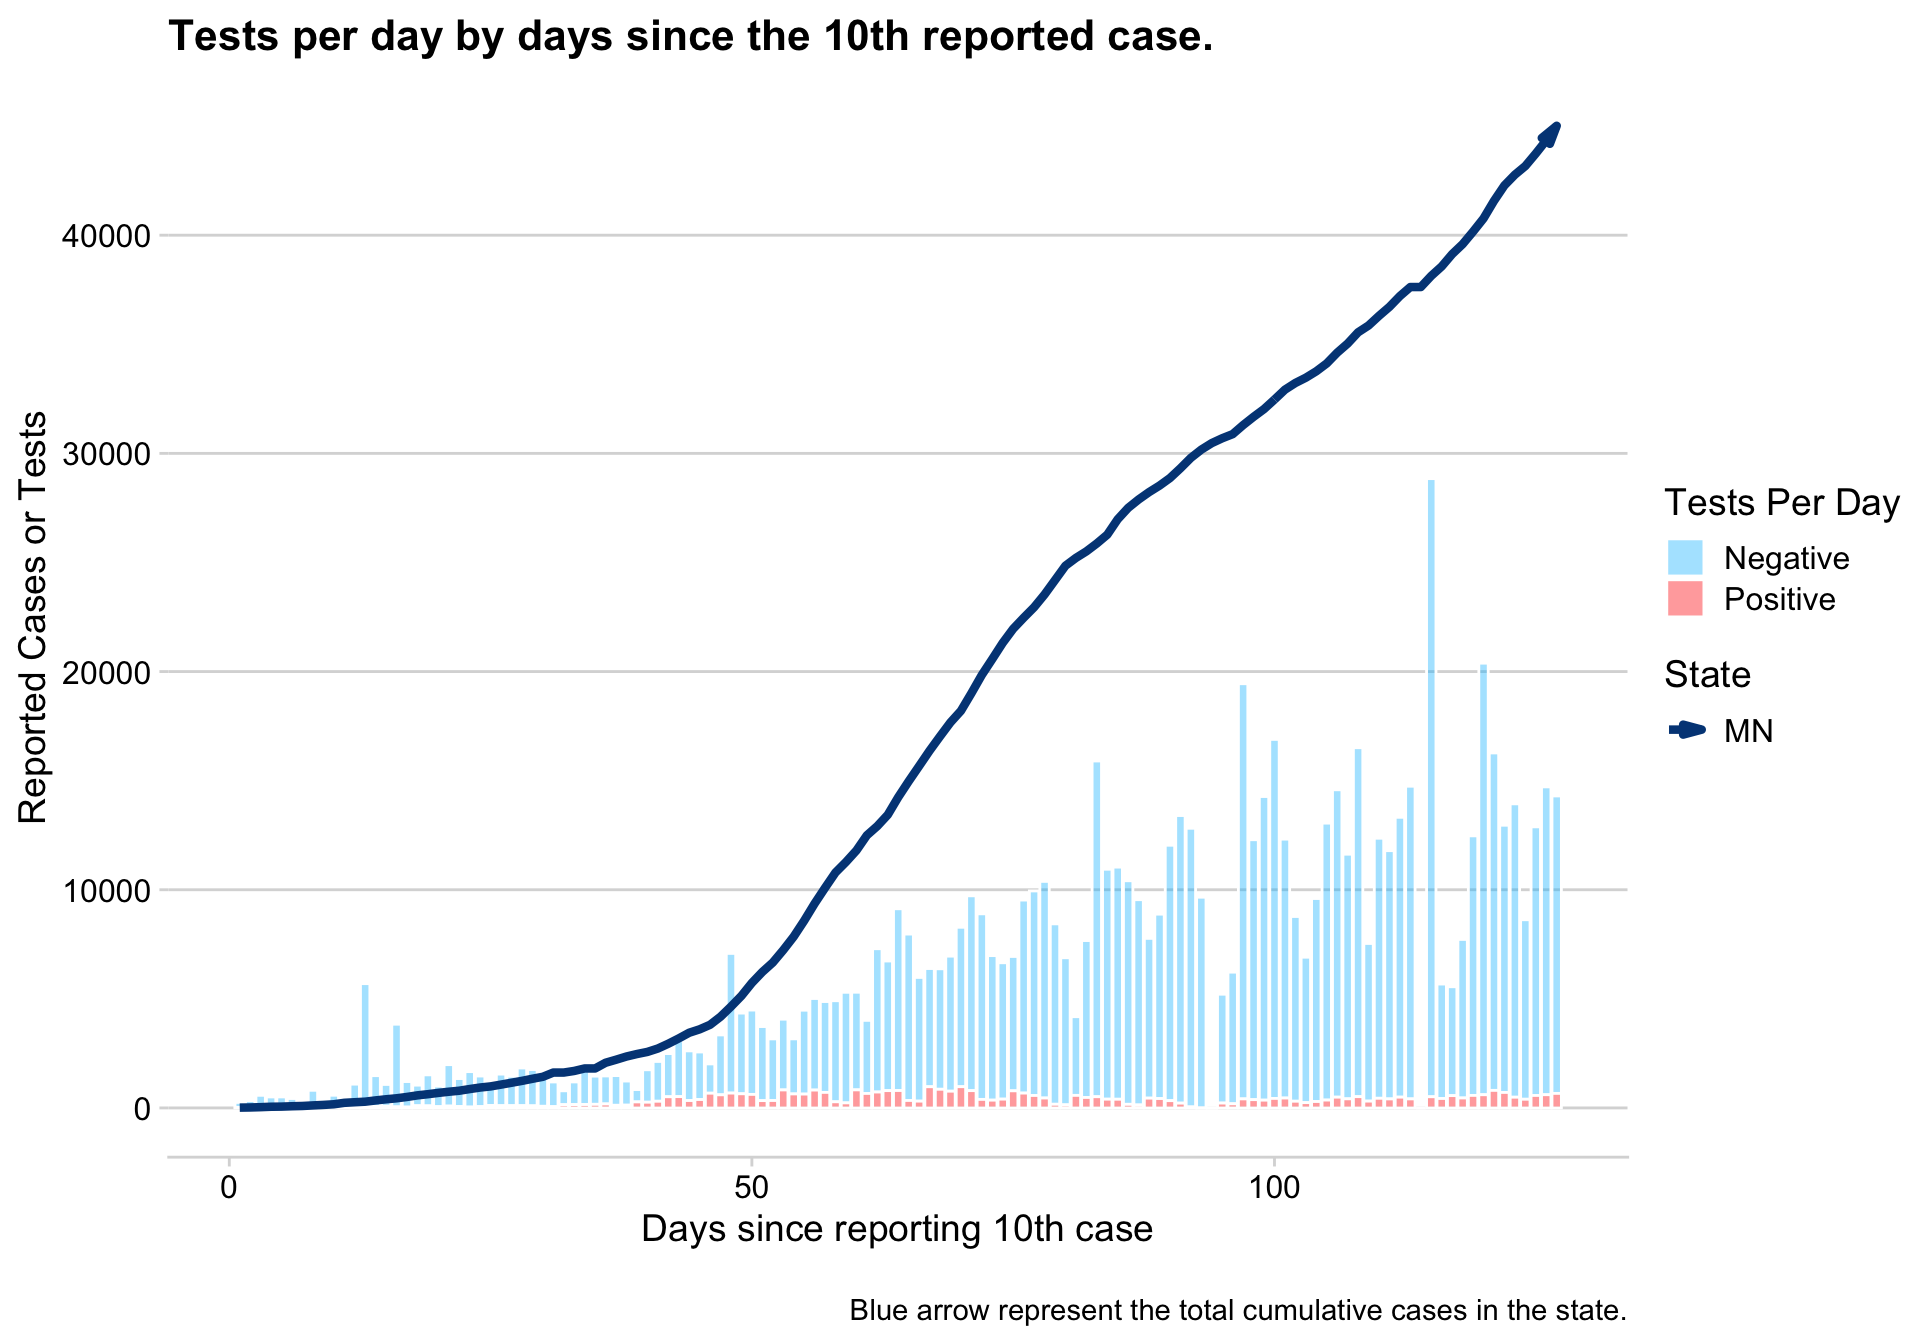 Tests per day by days since the 10th reported case.
Reported Cases or Tests
40000
30000
20000
10000
0
0
50
100
Days since reporting 10th case
Tests Per Day
Negative
Positive
State
MN
Blue arrow represent the total cumulative cases in the state.